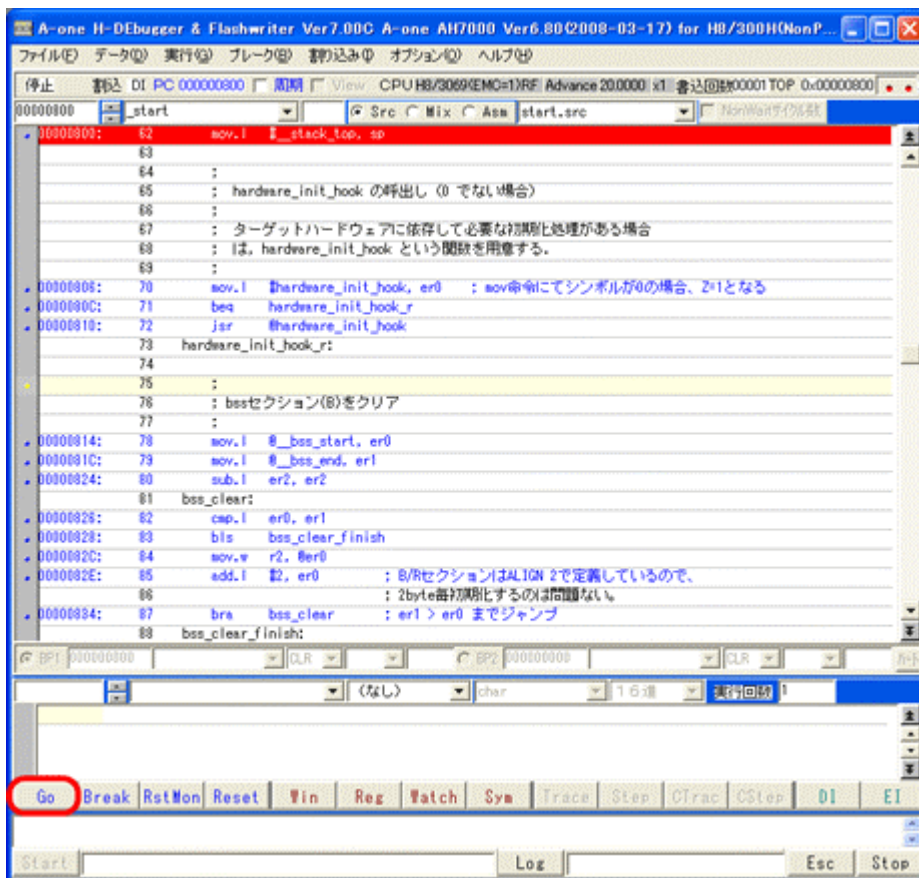 A-one H-DEbugger & Flashwriter Ver7.00C A-one AH7000 Ver6.80(2008-03-17) for H8/300H(NonP...
ファイル(F) データ(D) 実行(G) ブレーク(B) 割り込み(I) オプション(O) ヘルプ(H)
停止 割込 DI PC 000000800 周期 View CPU H8/3069(EMC=1)RF Advance 20.0000 x1 書込回数00001 TOP 0x00000800
00000800 _start Src Mix Asm start.src NonWaitサイクル数
00000800: 62 mov.l #__stack_top, sp
63
64 ;
65 ; hardware_init_hook の呼出し（0 でない場合）
66 ;
67 ; ターゲットハードウェアに依存して必要な初期化処理がある場合
68 ; は，hardware_init_hook という関数を用意する．
69 ;
00000806: 70 mov.l #hardware_init_hook, er0 ; mov命令にてシンボルが0の場合、Z=1となる
0000080C: 71 beq hardware_init_hook_r
00000810: 72 jsr @hardware_init_hook
73 hardware_init_hook_r:
74
75 ;
76 ; bssセクション(B)をクリア
77 ;
00000814: 78 mov.l @__bss_start, er0
0000081C: 79 mov.l @__bss_end, er1
00000824: 80 sub.l er2, er2
81 bss_clear:
00000826: 82 cmp.l er0, er1
00000828: 83 bls bss_clear_finish
0000082C: 84 mov.w r2, @er0
0000082E: 85 add.l #2, er0 ; B/RセクションはALIGN 2で定義しているので、
86 ; 2byte毎初期化するのは問題ない。
00000834: 87 bra bss_clear ; er1 > er0 までジャンプ
88 bss_clear_finish:
BP1 000000000 CLR BP2 000000000 CLR ガード
(なし) char 16進 実行回数 1
Go Break RstMon Reset Win Reg Watch Sym Trace Step CTrac CStep DI EI
Start Log Esc Stop